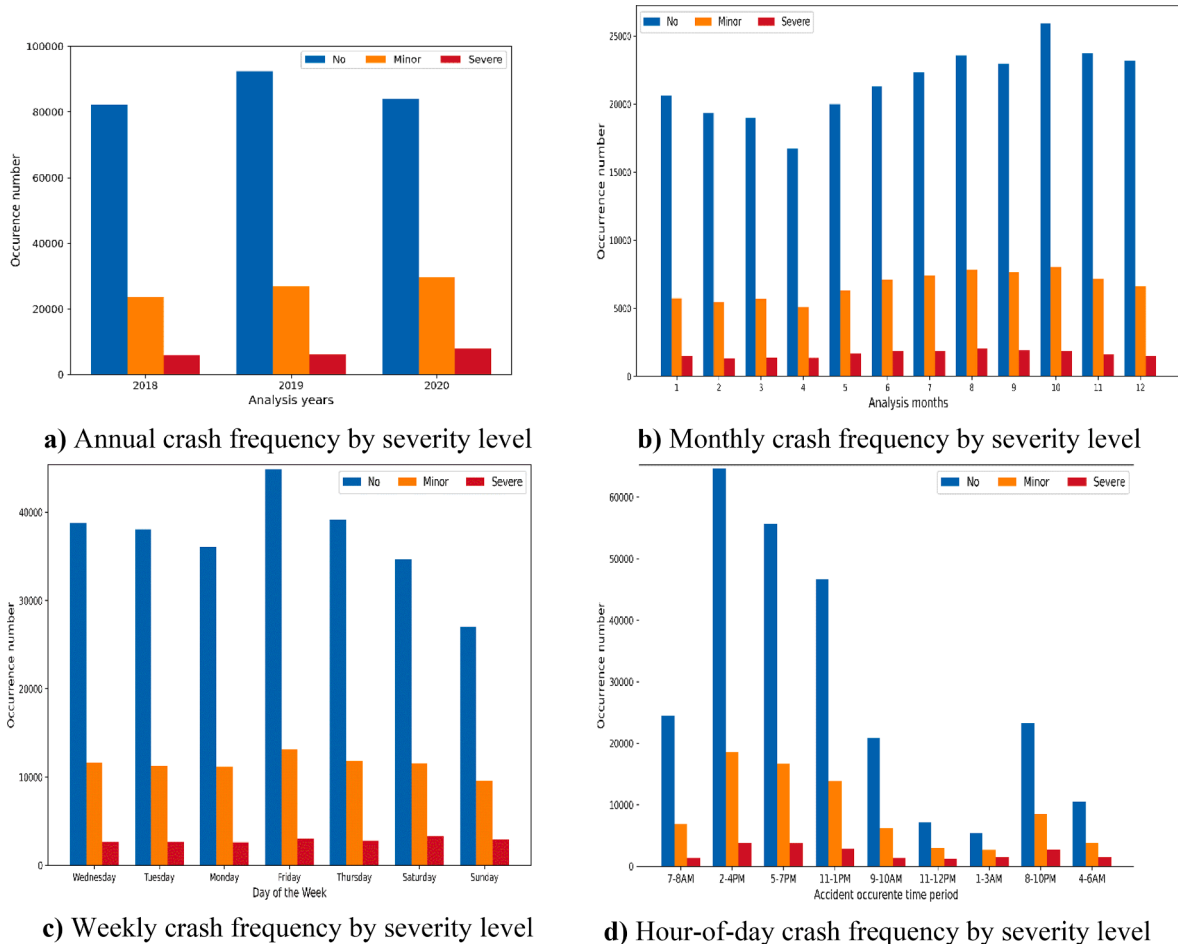 No Minor Severe
100000
80000
60000
40000
20000
0
Occurence number
2018 2019 2020
Analysis years
a) Annual crash frequency by severity level
No Minor Severe
25000
20000
15000
10000
5000
0
Occurrence number
1 2 3 4 5 6 7 8 9 10 11 12
Analysis months
b) Monthly crash frequency by severity level
No Minor Severe
40000
30000
20000
10000
0
Occurrence number
Wednesday Tuesday Monday Friday Thursday Saturday Sunday
Day of the Week
c) Weekly crash frequency by severity level
No Minor Severe
60000
50000
40000
30000
20000
10000
0
Occurrence number
7-8AM 2-4PM 5-7PM 11-1PM 9-10AM 11-12PM 1-3AM 8-10PM 4-6AM
Accident occurente time period
d) Hour-of-day crash frequency by severity level